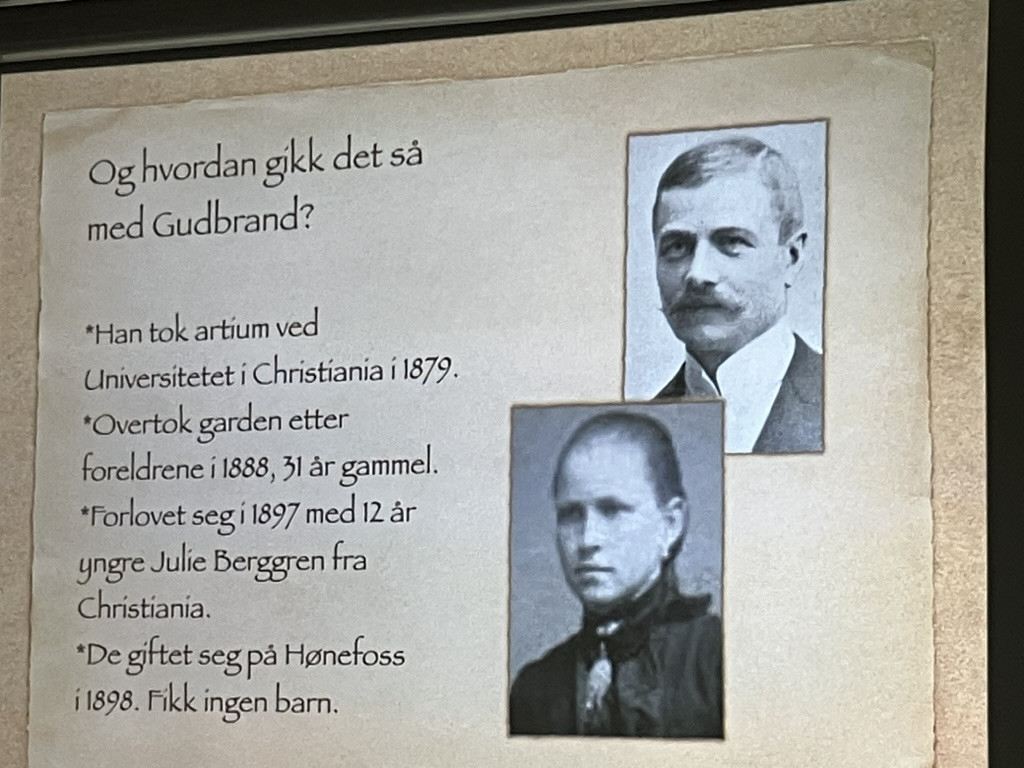 Og hvordan gikk det så
med Gudbrand?
*Han tok artium ved
Universitetet i Christiania i 1879.
*Overtok garden etter
foreldrene i 1888, 31 år gammel.
*Forlovet seg i 1897 med 12 år
yngre Julie Berggren fra
Christiania.
*De giftet seg på Hønefoss
i 1898. Fikk ingen barn.